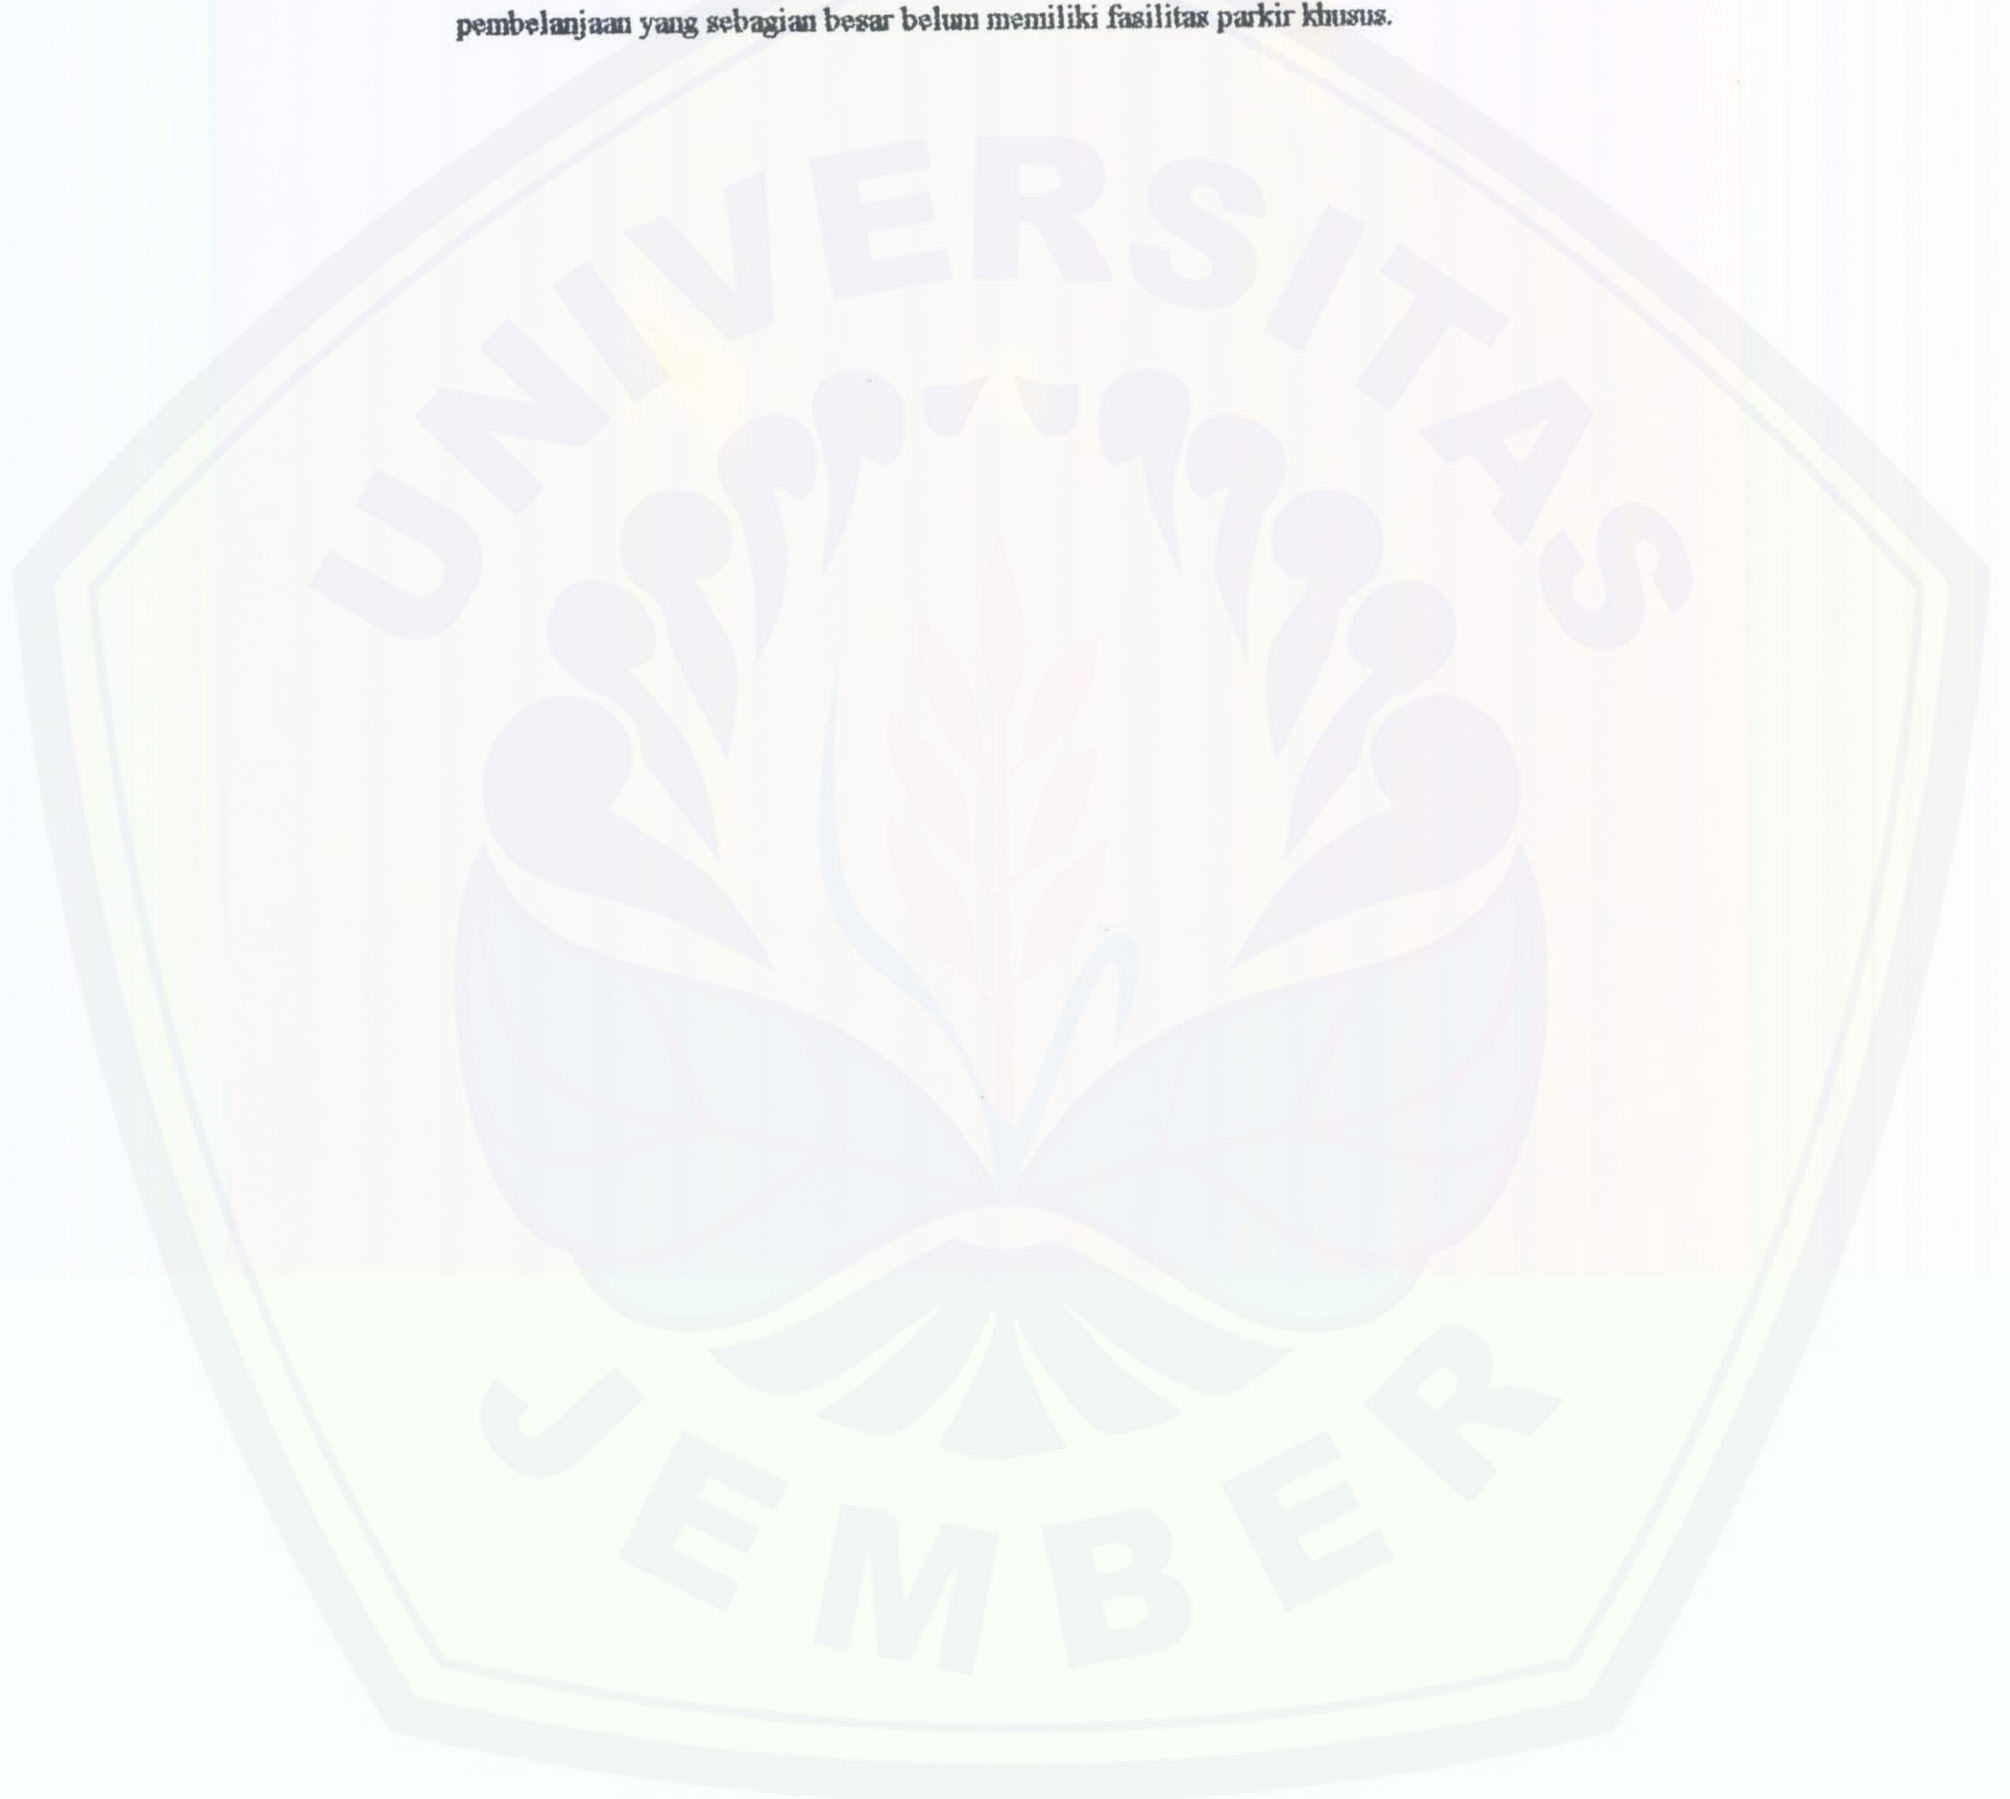 pembelanjaan yang sebagian besar belum memiliki fasilitas parkir khusus.
UNIVERSITAS
JEMBER